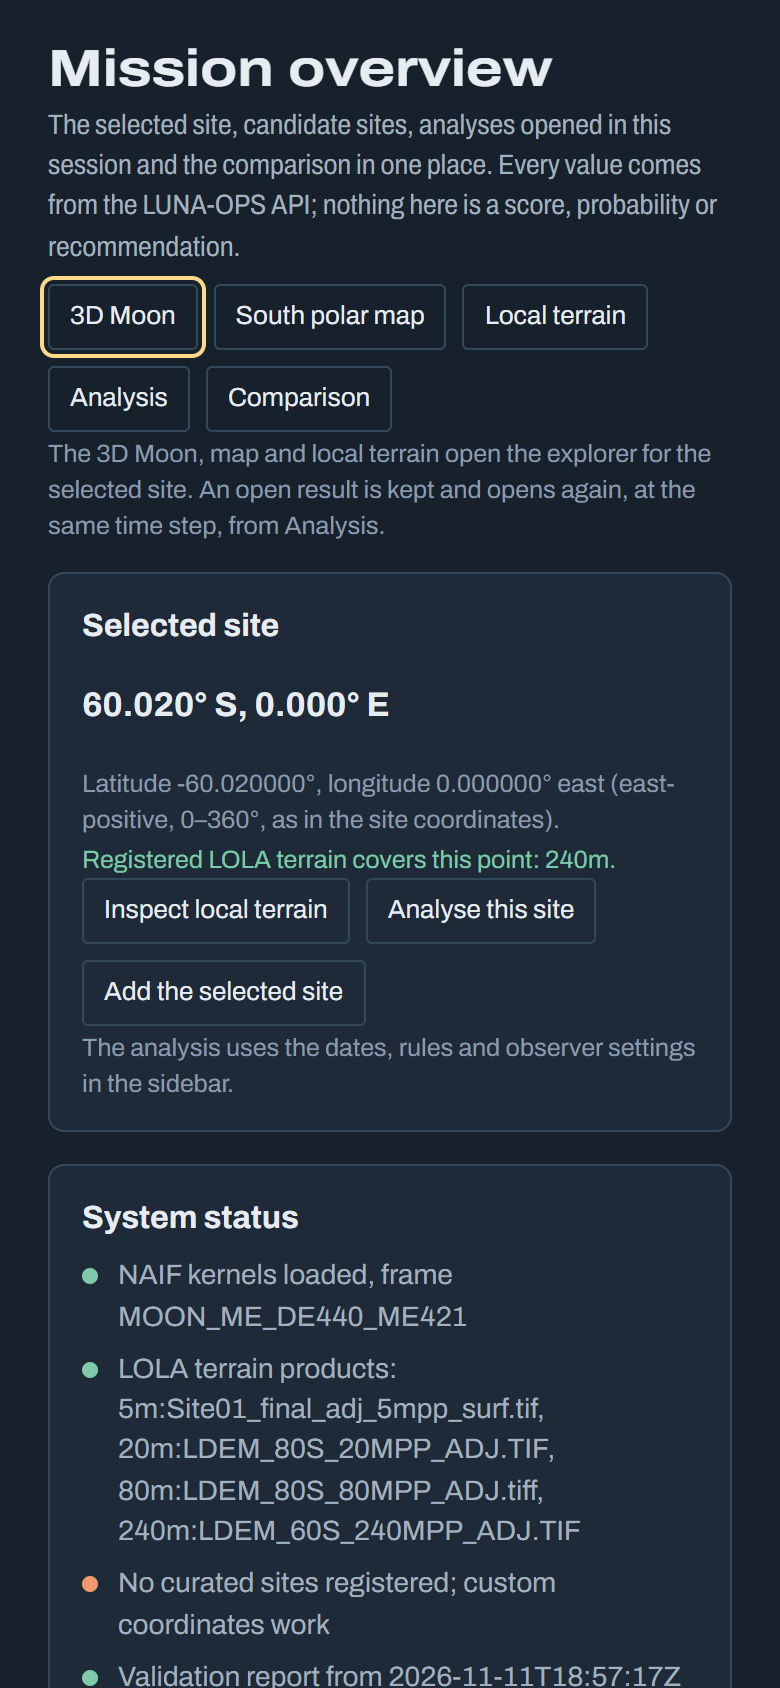 Mission overview
The selected site, candidate sites, analyses opened in this
session and the comparison in one place. Every value comes
from the LUNA-OPS API; nothing here is a score, probability or
recommendation.
3D Moon
South polar map
Local terrain
Analysis
Comparison
The 3D Moon, map and local terrain open the explorer for the
selected site. An open result is kept and opens again, at the
same time step, from Analysis.
Selected site
60.020° S, 0.000° E
Latitude -60.020000°, longitude 0.000000° east (east-
positive, 0–360°, as in the site coordinates).
Registered LOLA terrain covers this point: 240m.
Inspect local terrain
Analyse this site
Add the selected site
The analysis uses the dates, rules and observer settings
in the sidebar.
System status
NAIF kernels loaded, frame
MOON_ME_DE440_ME421
LOLA terrain products:
5m:Site01_final_adj_5mpp_surf.tif,
20m:LDEM_80S_20MPP_ADJ.TIF,
80m:LDEM_80S_80MPP_ADJ.tiff,
240m:LDEM_60S_240MPP_ADJ.TIF
No curated sites registered; custom
coordinates work
Validation report from 2026-11-11T18:57:17Z